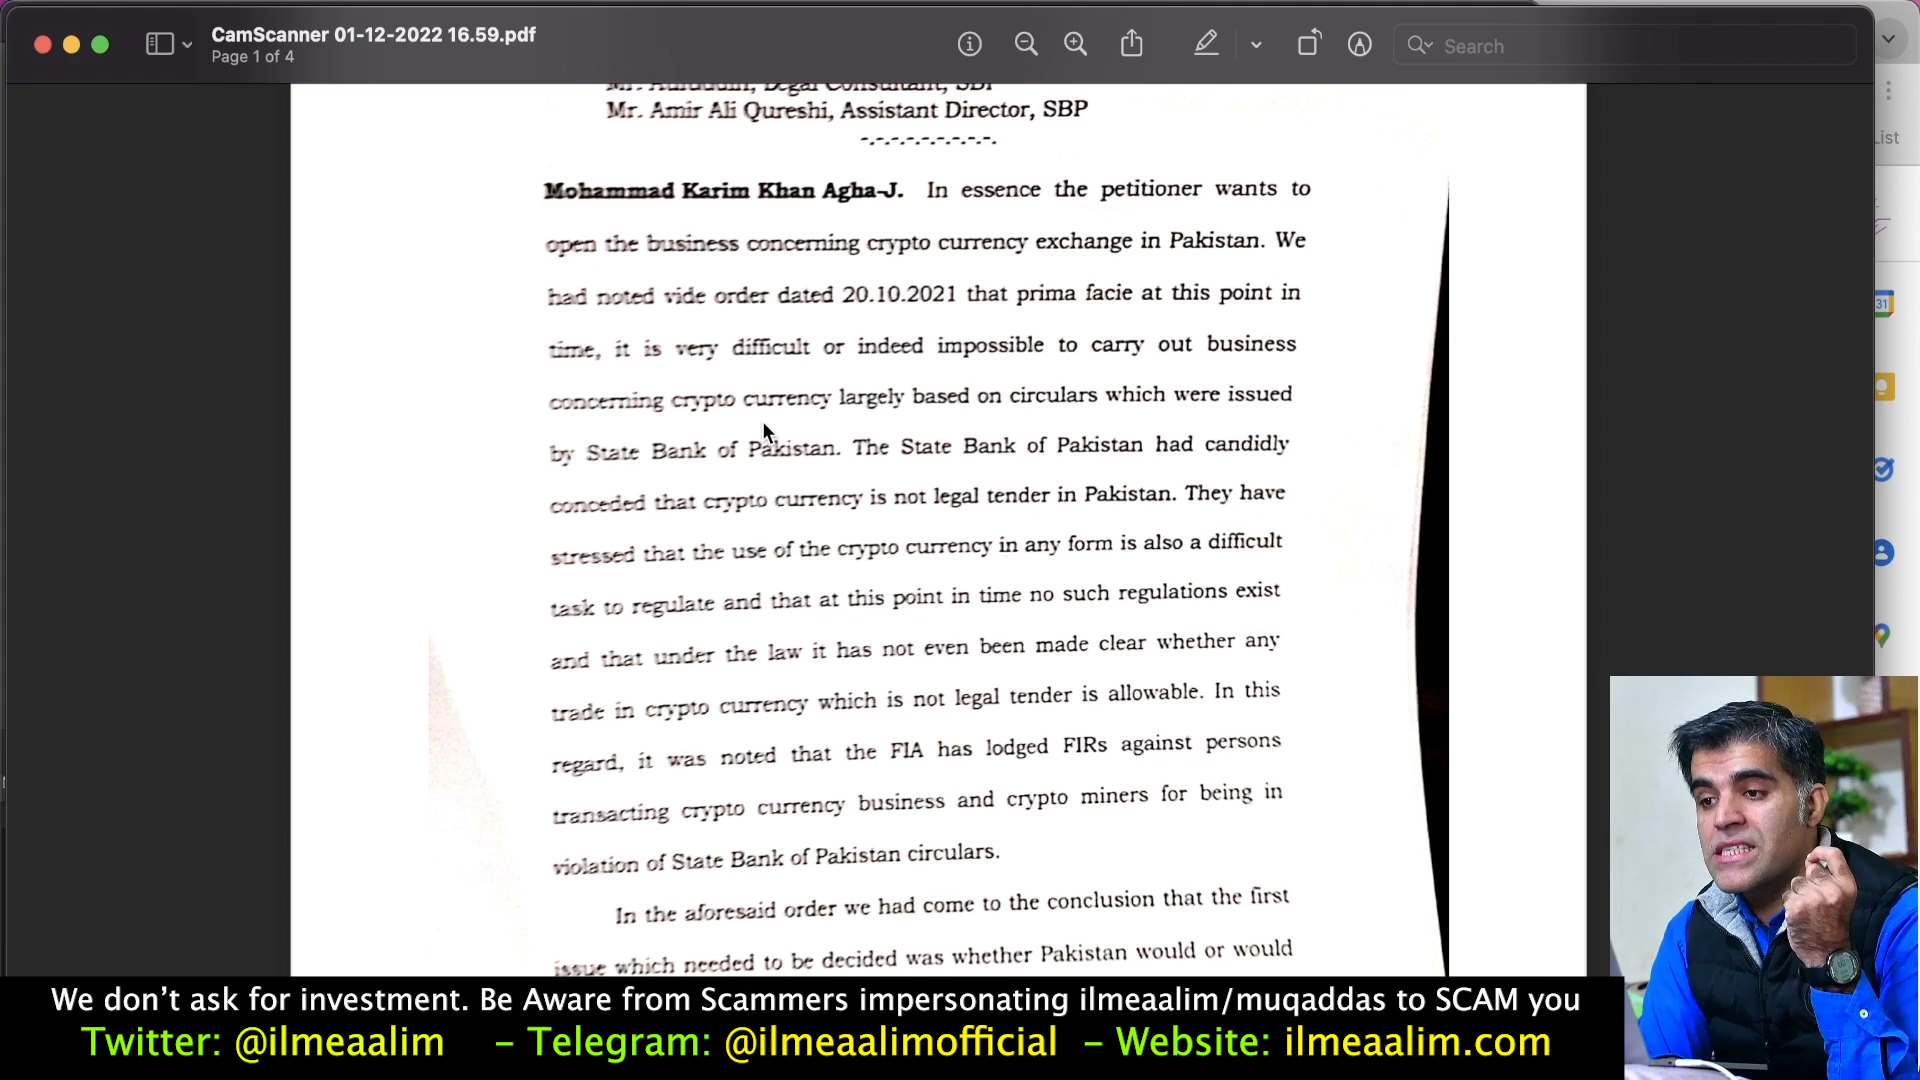 CamScanner 01-12-2022 16.59.pdf
Page 1 of 4
Search
List
Legal Consultant, SBP
Mr. Amir Ali Qureshi, Assistant Director, SBP
-.-.-.-.-.-.-.-.-.
Mohammad Karim Khan Agha-J. In essence the petitioner wants to
open the business concerning crypto currency exchange in Pakistan. We
had noted vide order dated 20.10.2021 that prima facie at this point in
time, it is very difficult or indeed impossible to carry out business
concerning crypto currency largely based on circulars which were issued
by State Bank of Pakistan. The State Bank of Pakistan had candidly
conceded that crypto currency is not legal tender in Pakistan. They have
stressed that the use of the crypto currency in any form is also a difficult
task to regulate and that at this point in time no such regulations exist
and that under the law it has not even been made clear whether any
trade in crypto currency which is not legal tender is allowable. In this
regard, it was noted that the FIA has lodged FIRs against persons
transacting crypto currency business and crypto miners for being in
violation of State Bank of Pakistan circulars.
In the aforesaid order we had come to the conclusion that the first
issue which needed to be decided was whether Pakistan would or would
31
We don't ask for investment. Be Aware from Scammers impersonating ilmeaalim/muqaddas to SCAM you
Twitter: @ilmeaalim – Telegram: @ilmeaalimofficial – Website: ilmeaalim.com